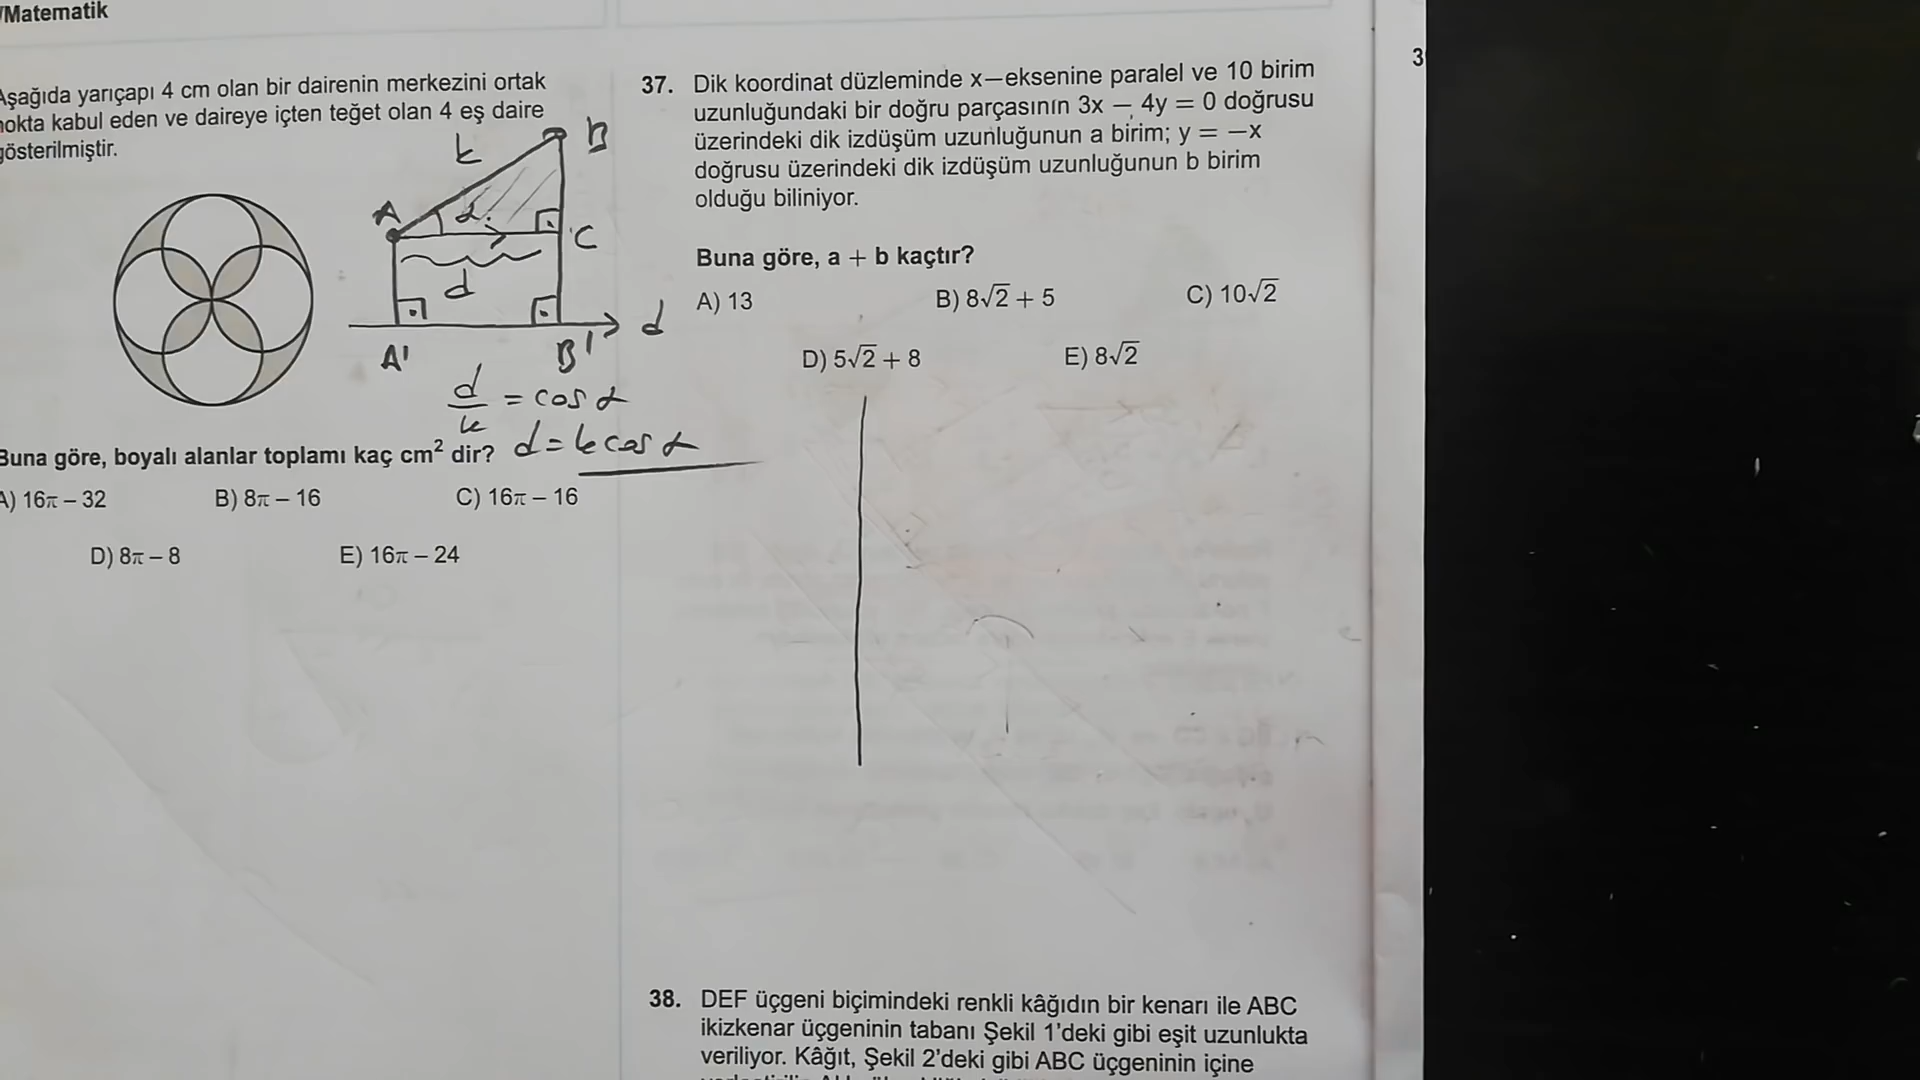 /Matematik
Aşağıda yarıçapı 4 cm olan bir dairenin merkezini ortak
nokta kabul eden ve daireye içten teğet olan 4 eş daire
gösterilmiştir.
k
B
A
α
C
d
d
A'
B'
d/k = cos α
d = k cos α
Buna göre, boyalı alanlar toplamı kaç cm² dir?
A) 16π – 32
B) 8π – 16
C) 16π – 16
D) 8π – 8
E) 16π – 24
37. Dik koordinat düzleminde x–eksenine paralel ve 10 birim
uzunluğundaki bir doğru parçasının 3x – 4y = 0 doğrusu
üzerindeki dik izdüşüm uzunluğunun a birim; y = –x
doğrusu üzerindeki dik izdüşüm uzunluğunun b birim
olduğu biliniyor.
Buna göre, a + b kaçtır?
A) 13
B) 8√2 + 5
C) 10√2
D) 5√2 + 8
E) 8√2
38. DEF üçgeni biçimindeki renkli kâğıdın bir kenarı ile ABC
ikizkenar üçgeninin tabanı Şekil 1'deki gibi eşit uzunlukta
veriliyor. Kâğıt, Şekil 2'deki gibi ABC üçgeninin içine
3